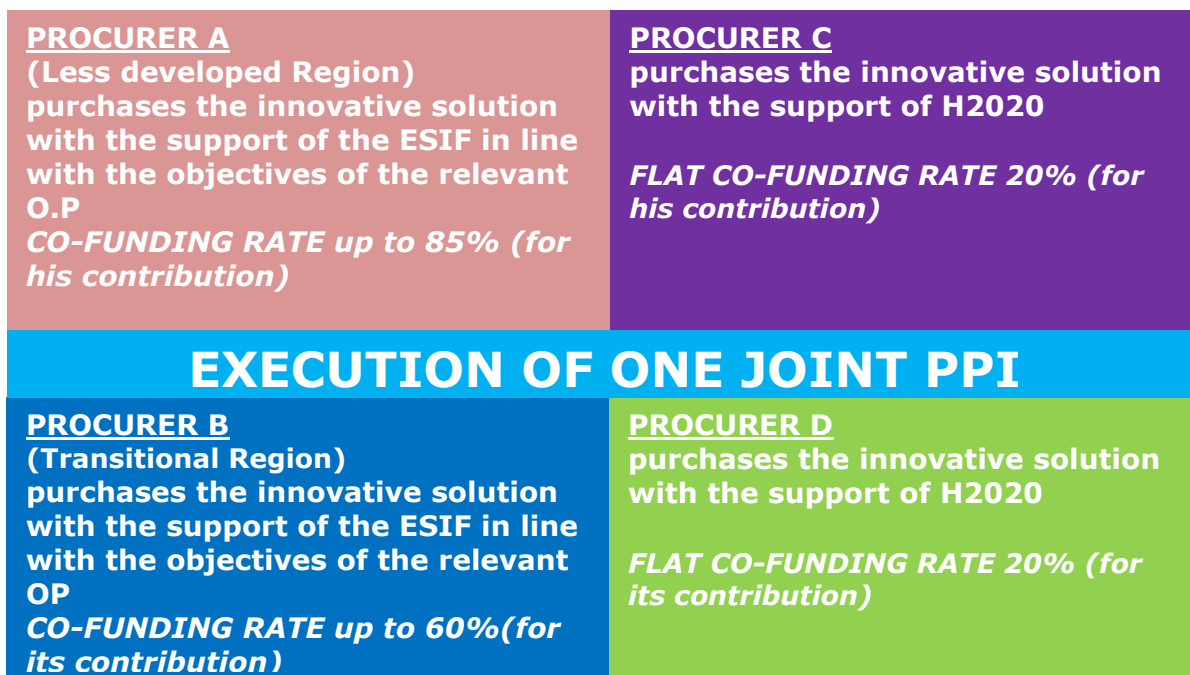 PROCURER A
(Less developed Region)
purchases the innovative solution
with the support of the ESIF in line
with the objectives of the relevant
O.P
CO-FUNDING RATE up to 85% (for
his contribution)
PROCURER C
purchases the innovative solution
with the support of H2020
FLAT CO-FUNDING RATE 20% (for
his contribution)
EXECUTION OF ONE JOINT PPI
PROCURER B
(Transitional Region)
purchases the innovative solution
with the support of the ESIF in line
with the objectives of the relevant
OP
CO-FUNDING RATE up to 60%(for
its contribution)
PROCURER D
purchases the innovative solution
with the support of H2020
FLAT CO-FUNDING RATE 20% (for
its contribution)